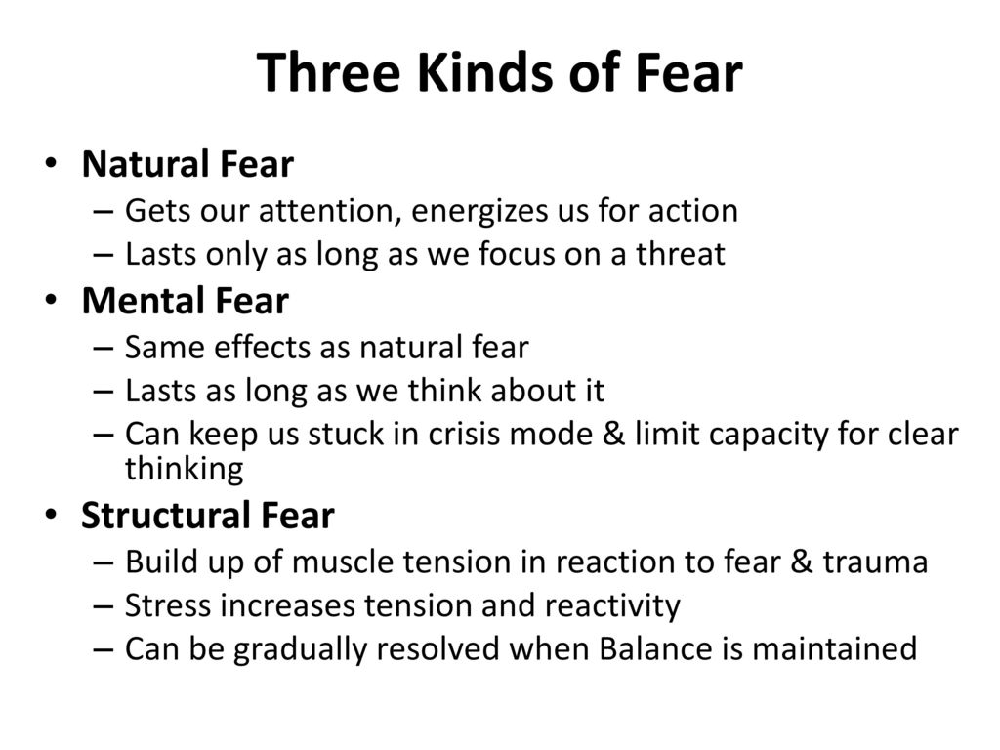 Three Kinds of Fear
• Natural Fear
– Gets our attention, energizes us for action
– Lasts only as long as we focus on a threat
• Mental Fear
– Same effects as natural fear
– Lasts as long as we think about it
– Can keep us stuck in crisis mode & limit capacity for clear
thinking
• Structural Fear
– Build up of muscle tension in reaction to fear & trauma
– Stress increases tension and reactivity
– Can be gradually resolved when Balance is maintained